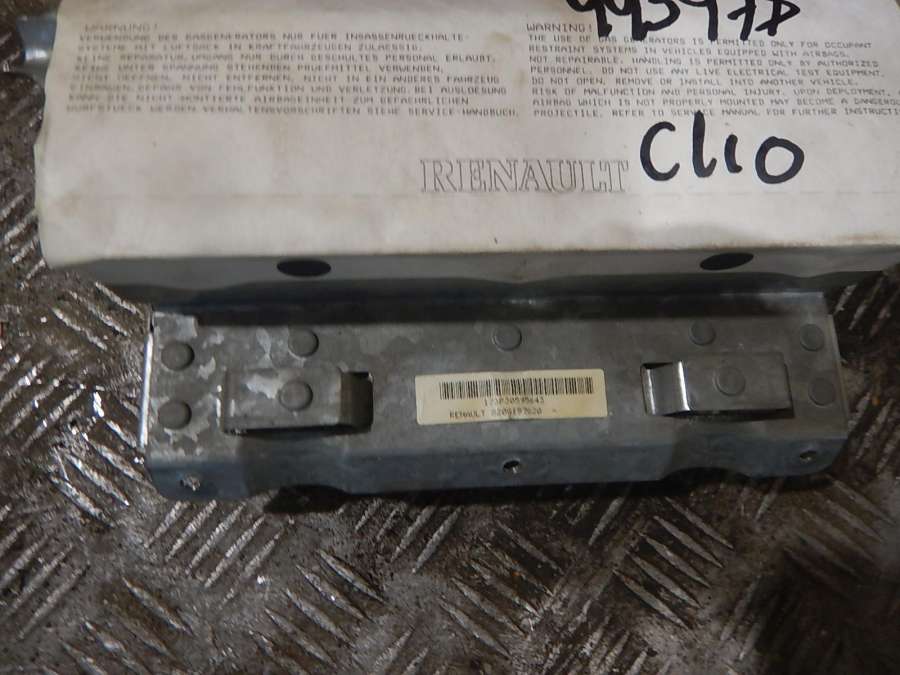 44597D
WARNUNG!
VERWENDUNG DES GASGENERATORS NUR FUER INSASSENRUECKHALTE-
SYSTEME MIT LUFTSACK IN KRAFTFAHRZEUGEN ZULAESSIG.
KEINE REPARATUR, UMGANG NUR DURCH GESCHULTES PERSONAL ERLAUBT.
KEINE UNTER SPANNUNG STEHENDEN PRUEFMITTEL VERWENDEN.
NICHT OEFFNEN, NICHT ENTFERNEN, NICHT IN EIN ANDERES FAHRZEUG
EINBAUEN. GEFAHR VON FEHLFUNKTION UND VERLETZUNG. BEI AUSLOESUNG
KANN DIE NICHT MONTIERTE AIRBAGEINHEIT ZUM GEFAEHRLICHEN
WURFGESCHOSS WERDEN. VERHALTENSVORSCHRIFTEN SIEHE SERVICE-HANDBUCH.
WARNING!
THE USE OF GAS GENERATORS IS PERMITTED ONLY FOR OCCUPANT
RESTRAINT SYSTEMS IN VEHICLES EQUIPPED WITH AIRBAGS.
NOT REPAIRABLE. HANDLING IS PERMITTED ONLY BY AUTHORIZED
PERSONNEL. DO NOT USE ANY LIVE ELECTRICAL TEST EQUIPMENT.
DO NOT OPEN, REMOVE OR INSTALL INTO ANOTHER VEHICLE.
RISK OF MALFUNCTION AND PERSONAL INJURY. UPON DEPLOYMENT,
AIRBAG WHICH IS NOT PROPERLY MOUNTED MAY BECOME A DANGEROUS
PROJECTILE. REFER TO SERVICE MANUAL FOR FURTHER INSTRUCTI
RENAULT
Clio
RENAULT 8200197820